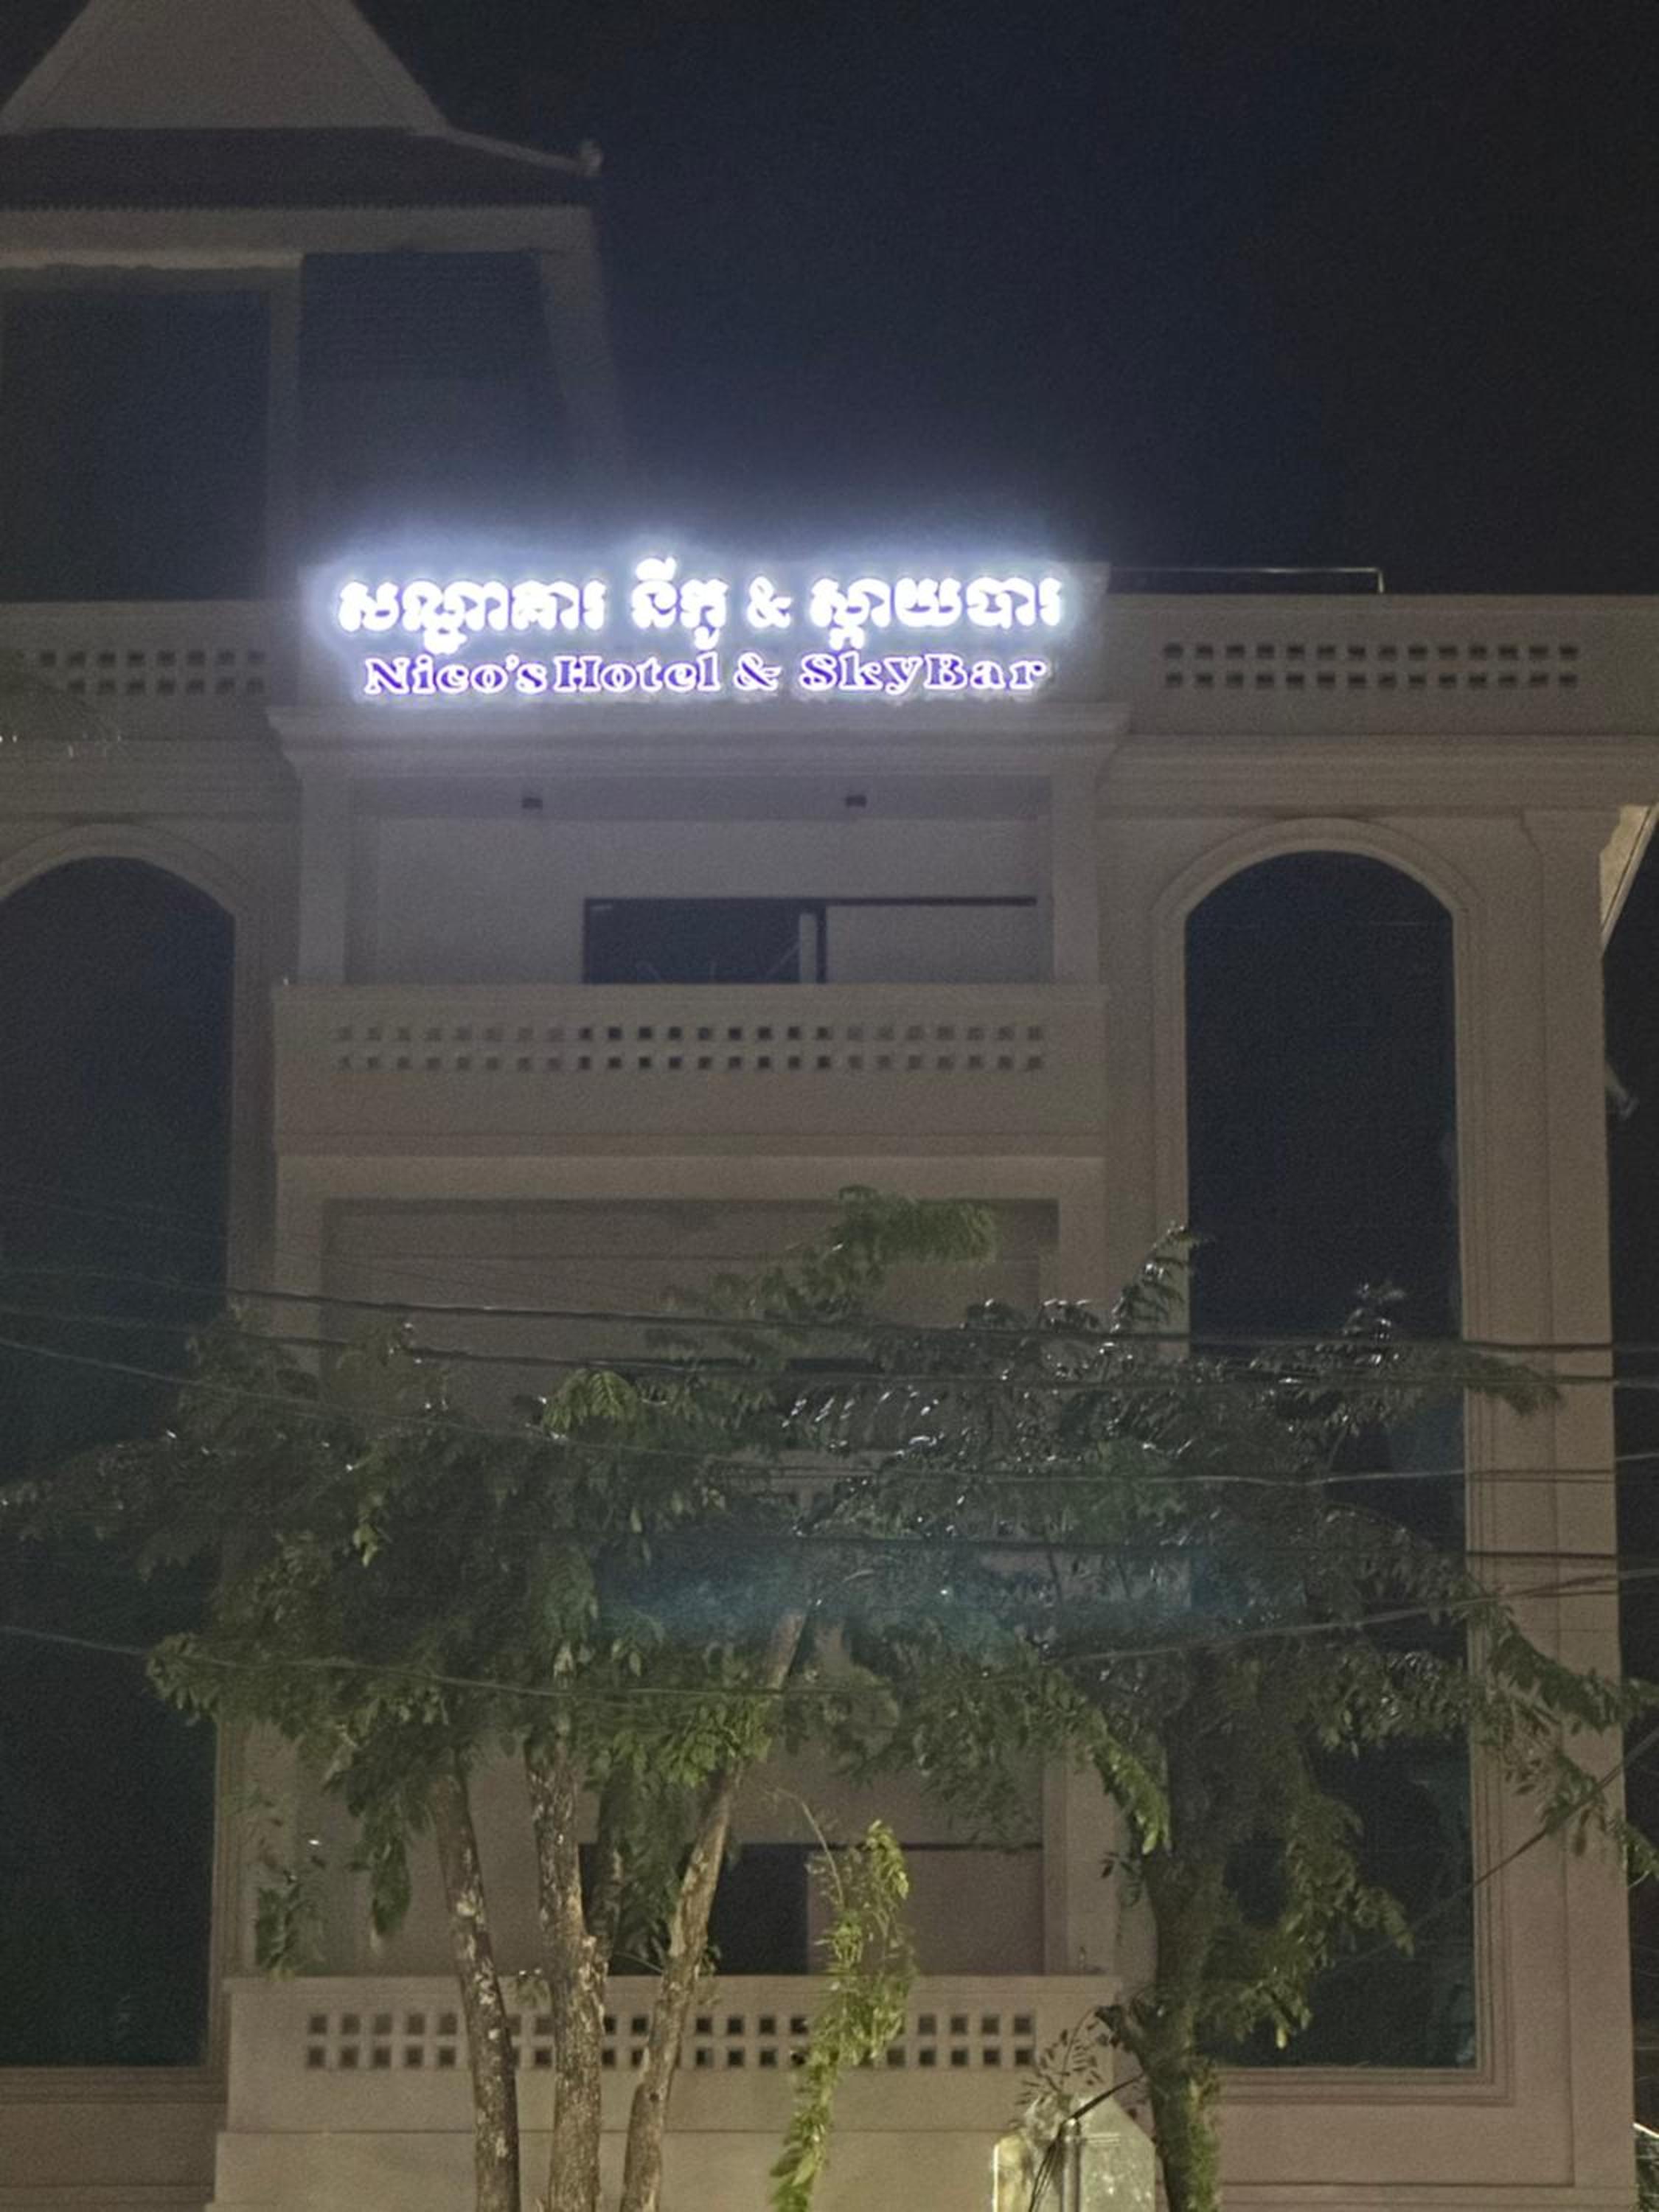 សណ្ឋាគារ នីកូ & ស្កាយបារ
Nico's Hotel & SkyBar